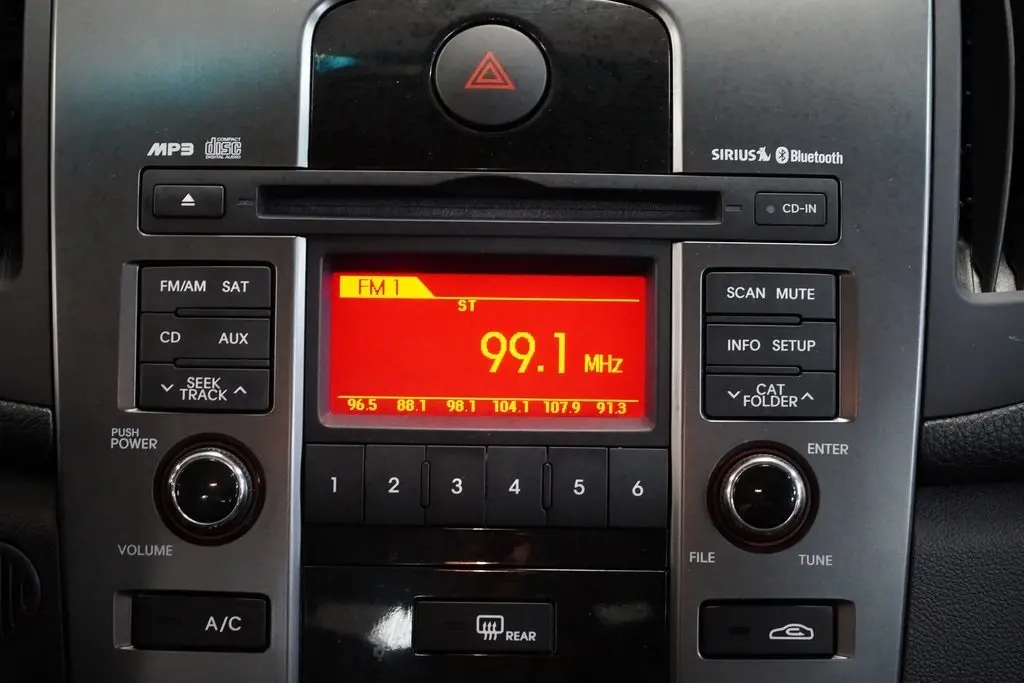 MP3 COMPACT disc DIGITAL AUDIO
SIRIUS Bluetooth
CD-IN
FM/AM SAT
CD AUX
SEEK
TRACK
PUSH
POWER
VOLUME
A/C
FM 1
ST
99.1 MHz
96.5 88.1 98.1 104.1 107.9 91.3
1 2 3 4 5 6
REAR
SCAN MUTE
INFO SETUP
CAT
FOLDER
ENTER
FILE
TUNE